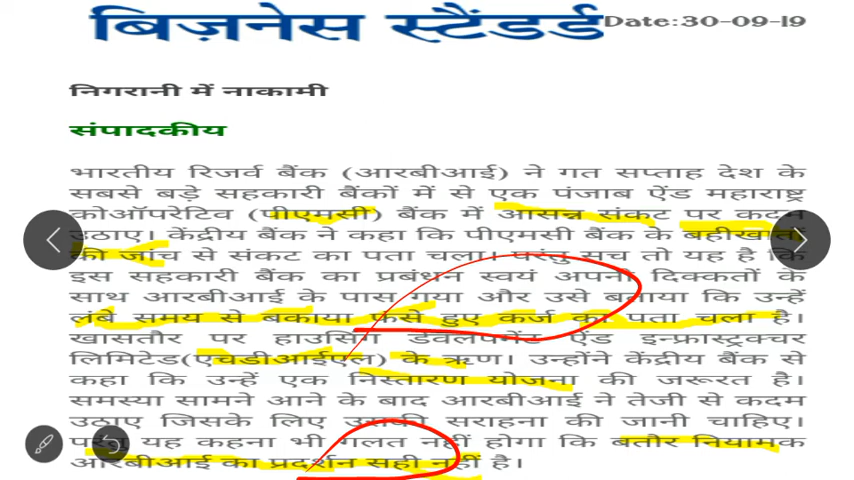 बिज़नेस स्टैंडर्ड Date:30-09-19
निगरानी में नाकामी
संपादकीय
भारतीय रिजर्व बैंक (आरबीआई) ने गत सप्ताह देश के
सबसे बड़े सहकारी बैंकों में से एक पंजाब ऐंड महाराष्ट्र
कोऑपरेटिव (पीएमसी) बैंक में आसन्न संकट पर कदम
उठाए। केंद्रीय बैंक ने कहा कि पीएमसी बैंक के बहीखातों
की जांच से संकट का पता चला। परंतु सच तो यह है कि
इस सहकारी बैंक का प्रबंधन स्वयं अपनी दिक्कतों के
साथ आरबीआई के पास गया और उसे बताया कि उन्हें
लंबे समय से बकाया फंसे हुए कर्ज का पता चला है।
खासतौर पर हाउसिंग डेवलपमेंट ऐंड इन्फ्रास्ट्रक्चर
लिमिटेड(एचडीआईएल) के ऋण। उन्होंने केंद्रीय बैंक से
कहा कि उन्हें एक निस्तारण योजना की जरूरत है।
समस्या सामने आने के बाद आरबीआई ने तेजी से कदम
उठाए जिसके लिए उसकी सराहना की जानी चाहिए।
परंतु यह कहना भी गलत नहीं होगा कि बतौर नियामक
आरबीआई का प्रदर्शन सही नहीं है।